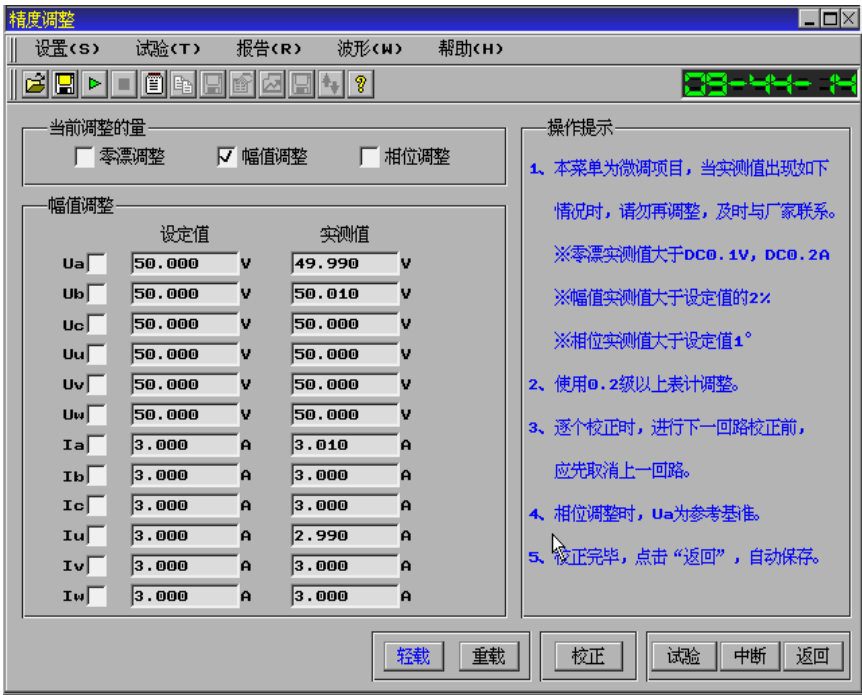 精度调整
设置(S) 试验(T) 报告(R) 波形(W) 帮助(H)
当前调整的量
零漂调整 幅值调整 相位调整
幅值调整
设定值 实测值
Ua 50.000 V 49.990 V
Ub 50.000 V 50.010 V
Uc 50.000 V 50.000 V
Uu 50.000 V 50.000 V
Uv 50.000 V 50.000 V
Uw 50.000 V 50.000 V
Ia 3.000 A 3.010 A
Ib 3.000 A 3.000 A
Ic 3.000 A 3.000 A
Iu 3.000 A 2.990 A
Iv 3.000 A 3.000 A
Iw 3.000 A 3.000 A
操作提示
1、本菜单为微调项目，当实测值出现如下
情况时，请勿再调整，及时与厂家联系。
※零漂实测值大于DC0.1V，DC0.2A
※幅值实测值大于设定值的2%
※相位实测值大于设定值1°
2、使用0.2级以上表计调整。
3、逐个校正时，进行下一回路校正前，
应先取消上一回路。
4、相位调整时，Ua为参考基准。
5、校正完毕，点击“返回”，自动保存。
轻载 重载 校正 试验 中断 返回